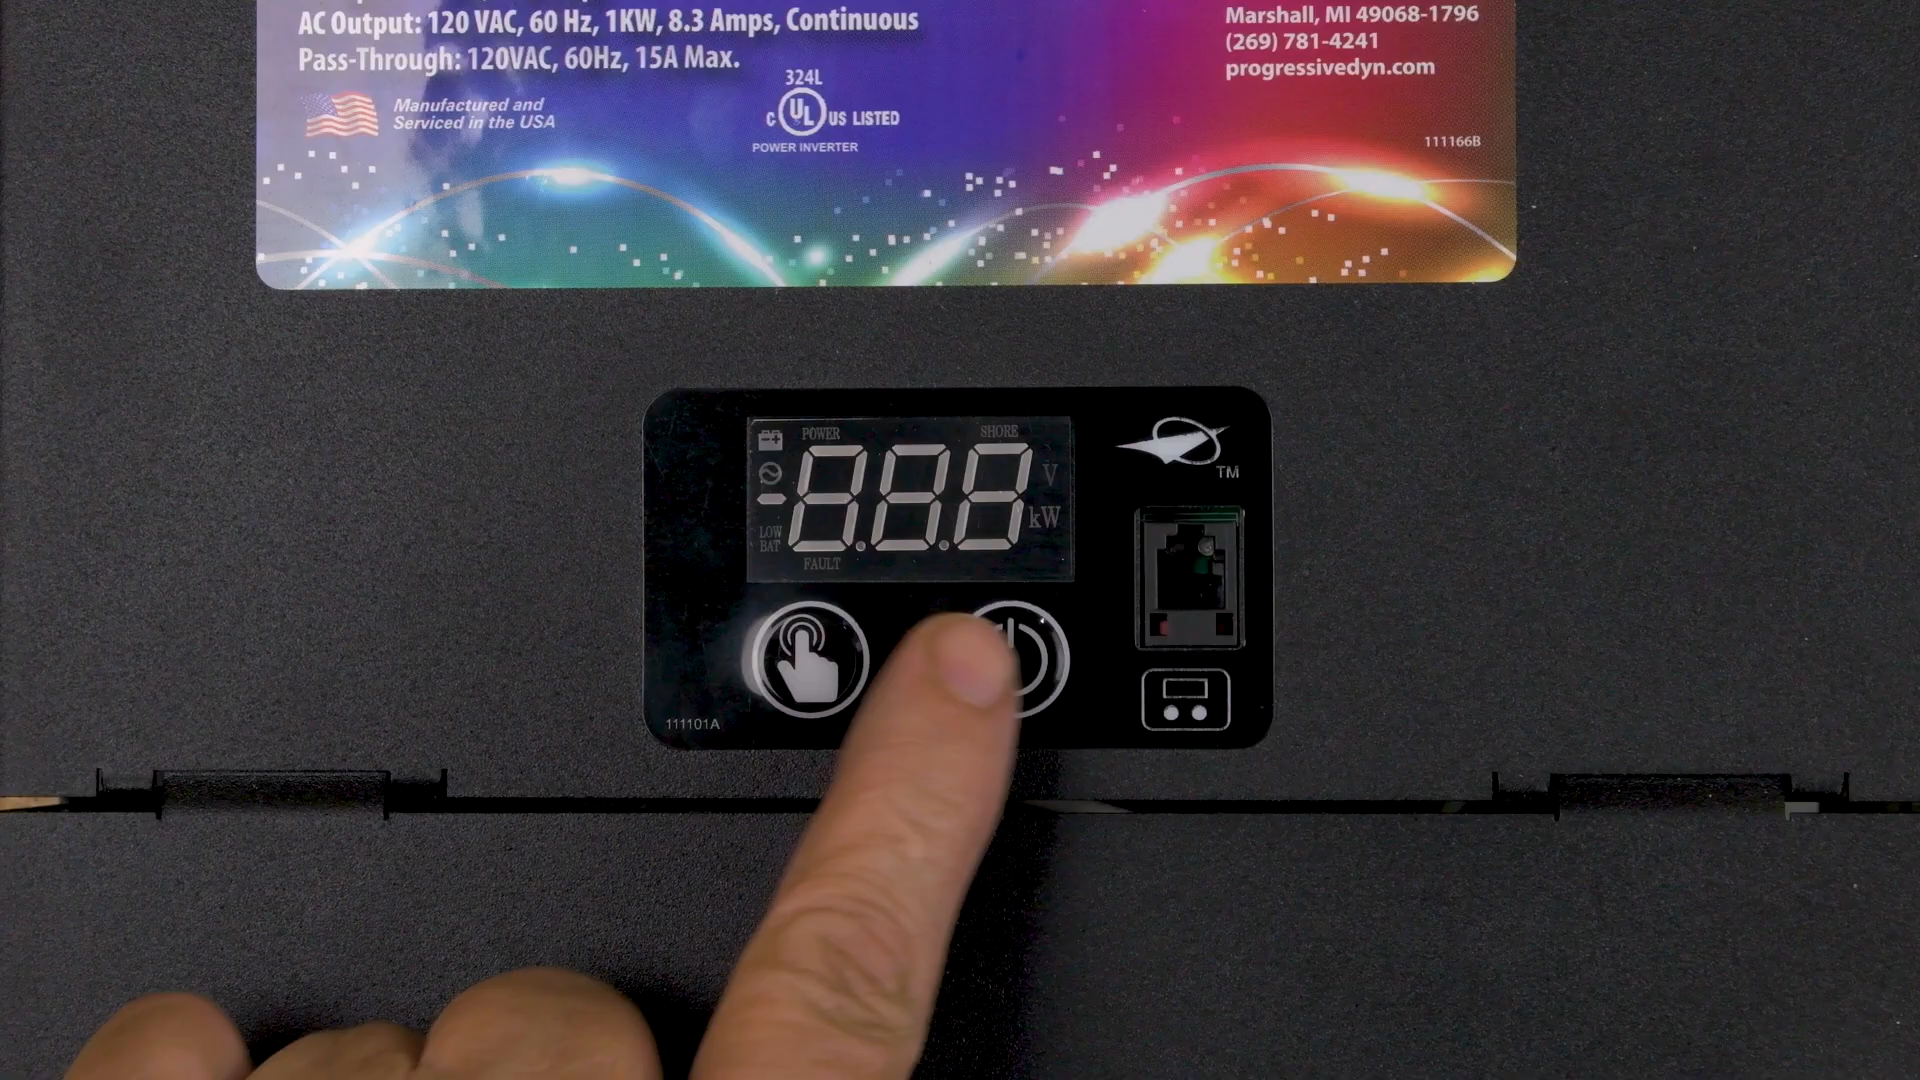 AC Output: 120 VAC, 60 Hz, 1KW, 8.3 Amps, Continuous
Pass-Through: 120VAC, 60Hz, 15A Max.
Manufactured and
Serviced in the USA
324L
C UL US LISTED
POWER INVERTER
Marshall, MI 49068-1796
(269) 781-4241
progressivedyn.com
111166B
POWER
SHORE
V
kW
LOW
BAT
FAULT
TM
111101A